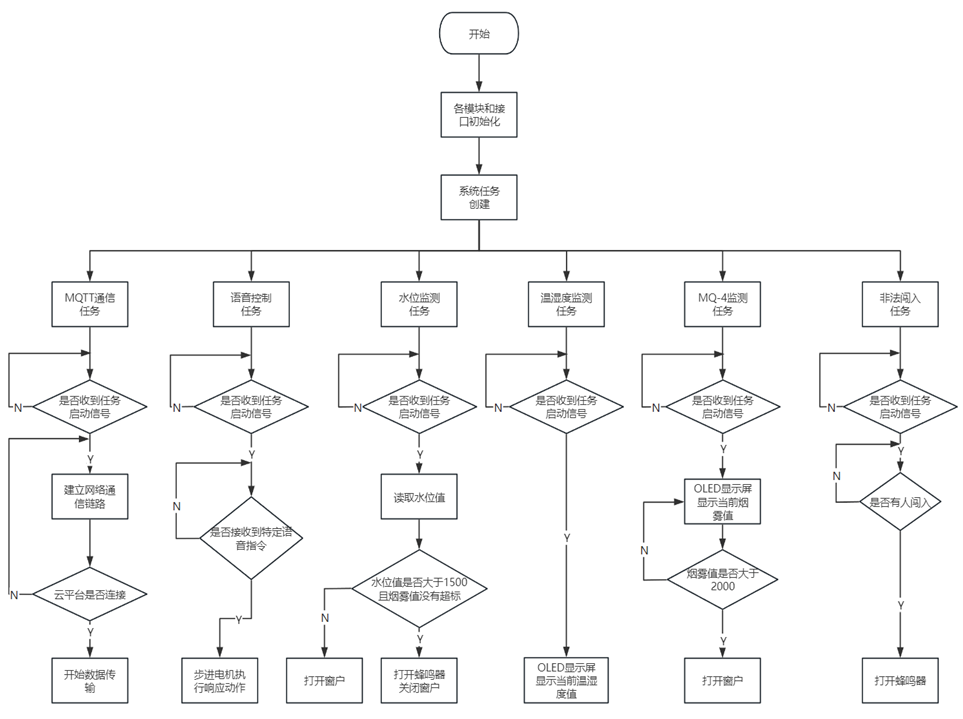 开始
各模块和接
口初始化
系统任务
创建
MQTT通信
任务
语音控制
任务
水位监测
任务
温湿度监测
任务
MQ-4监测
任务
非法闯入
任务
是否收到任务
启动信号
N
是否收到任务
启动信号
N
是否收到任务
启动信号
N
是否收到任务
启动信号
N
是否收到任务
启动信号
N
是否收到任务
启动信号
N
Y
Y
Y
Y
Y
建立网络通
信链路
N
读取水位值
OLED显示屏
显示当前烟
雾值
N
是否有人闯入
是否接收到特定语
音指令
Y
N
云平台是否连接
N
水位值是否大于1500
且烟雾值没有超标
烟雾值是否大于
2000
Y
Y
Y
N
Y
Y
开始数据传
输
步进电机执
行响应动作
打开窗户
打开蜂鸣器
关闭窗户
OLED显示屏
显示当前温湿
度值
打开窗户
打开蜂鸣器